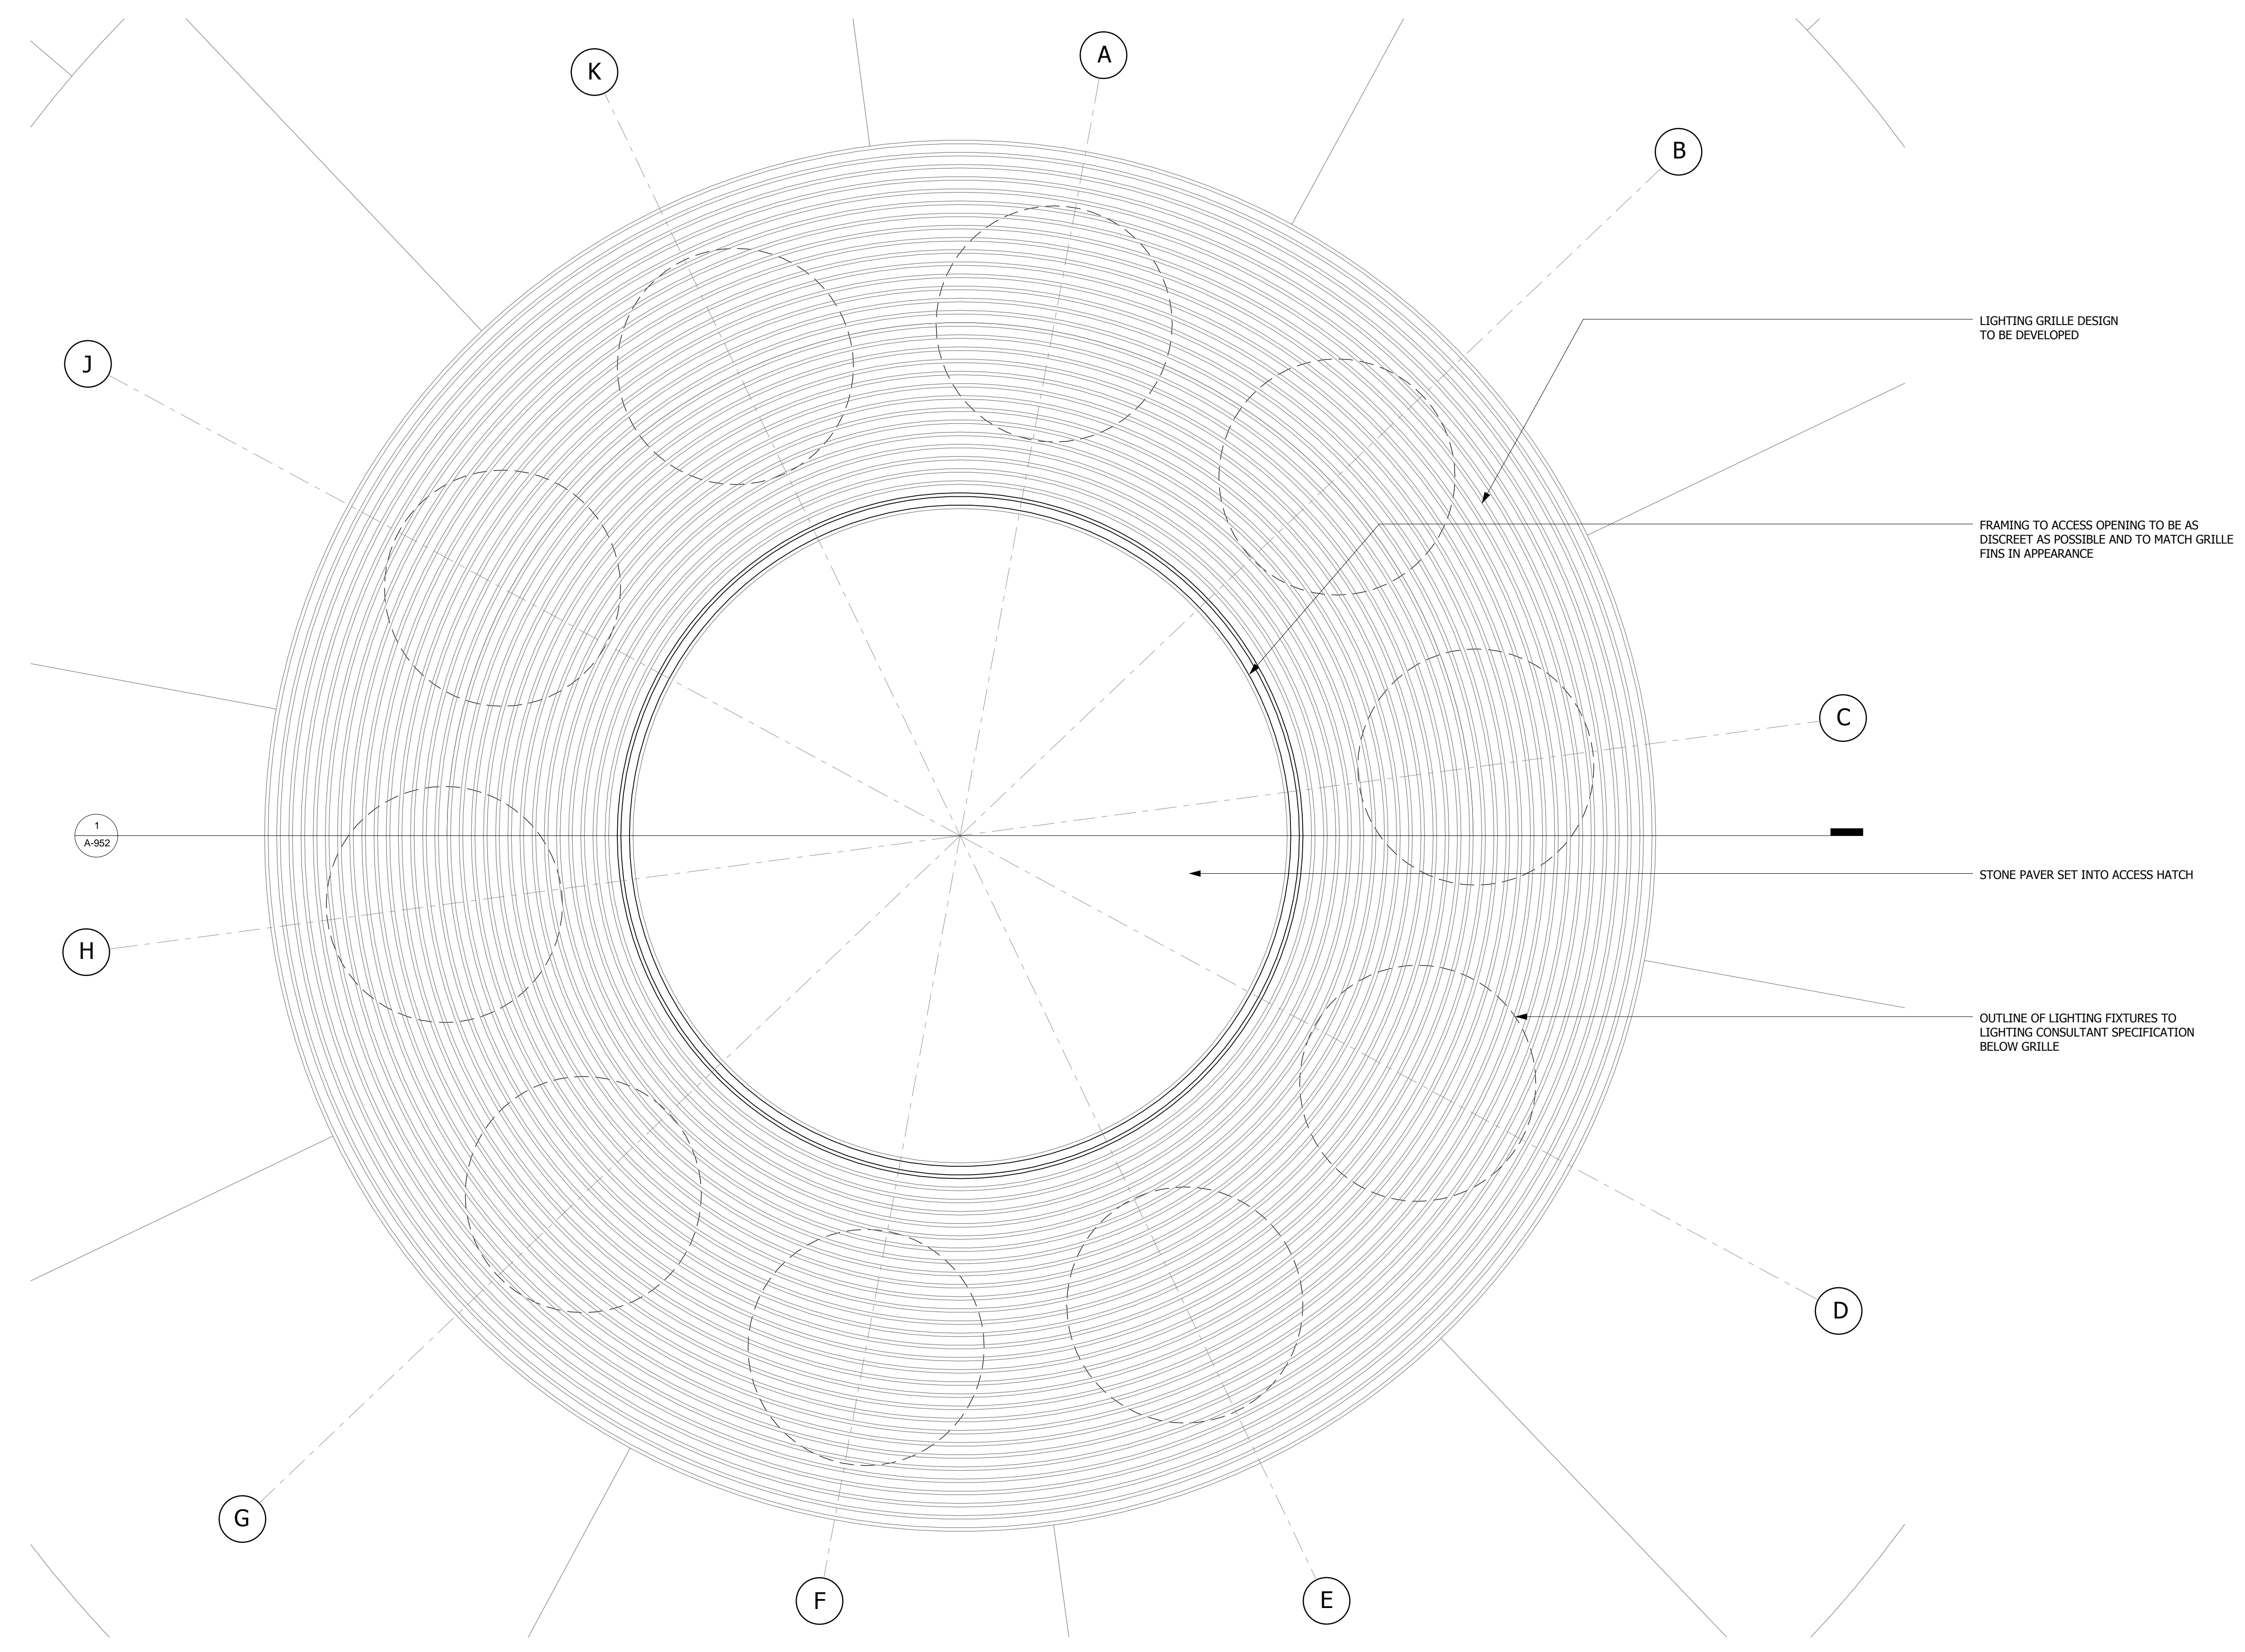 K
A
B
J
LIGHTING GRILLE DESIGN
TO BE DEVELOPED
FRAMING TO ACCESS OPENING TO BE AS
DISCREET AS POSSIBLE AND TO MATCH GRILLE
FINS IN APPEARANCE
C
1
A-952
STONE PAVER SET INTO ACCESS HATCH
H
OUTLINE OF LIGHTING FIXTURES TO
LIGHTING CONSULTANT SPECIFICATION
BELOW GRILLE
D
G
F
E